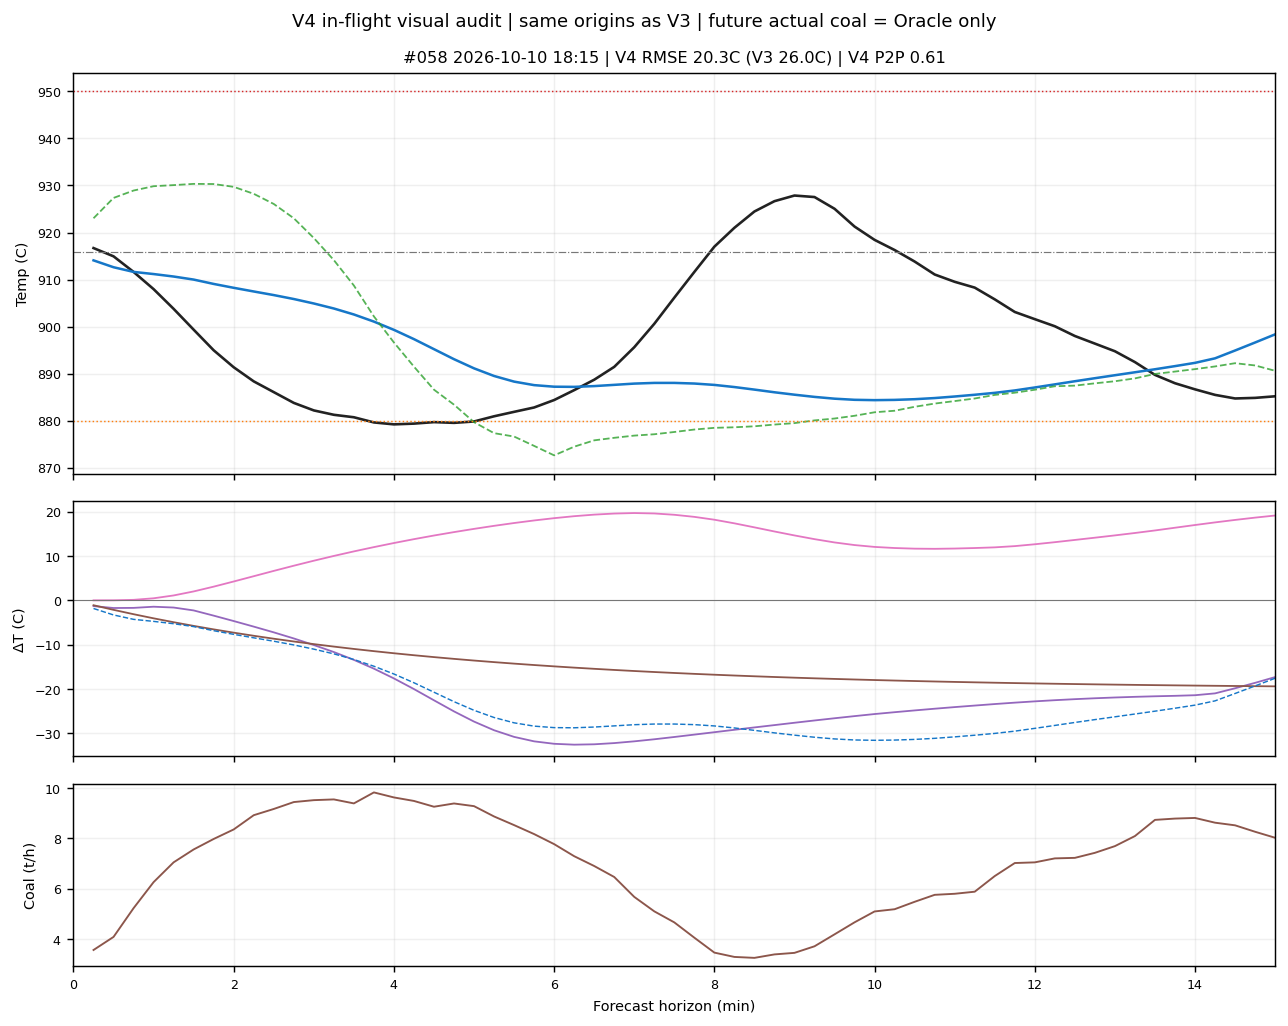 V4 in-flight visual audit | same origins as V3 | future actual coal = Oracle only
#058 2026-10-10 18:15 | V4 RMSE 20.3C (V3 26.0C) | V4 P2P 0.61
950
940
930
920
910
900
890
880
870
Temp (C)
20
10
0
−10
−20
−30
ΔT (C)
10
8
6
4
Coal (t/h)
0 2 4 6 8 10 12 14
Forecast horizon (min)